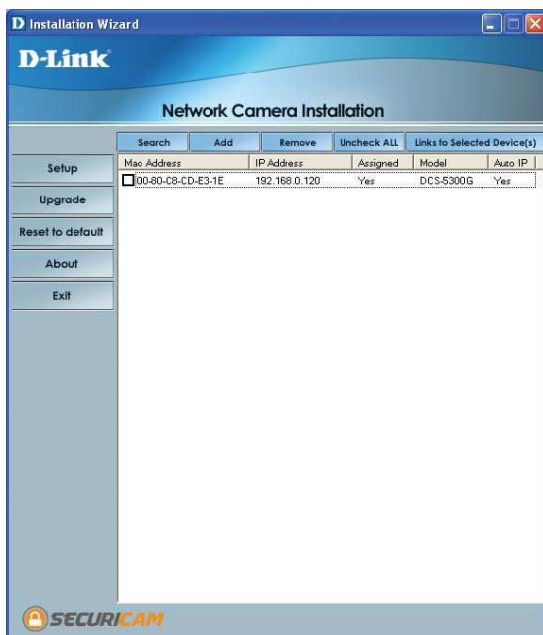 D Installation Wizard
D-Link
Network Camera Installation
Search Add Remove Uncheck ALL Links to Selected Device(s)
Mac Address IP Address Assigned Model Auto IP
00-80-C8-CD-E3-1E 192.168.0.120 Yes DCS-5300G Yes
Setup
Upgrade
Reset to default
About
Exit
SECURICAM